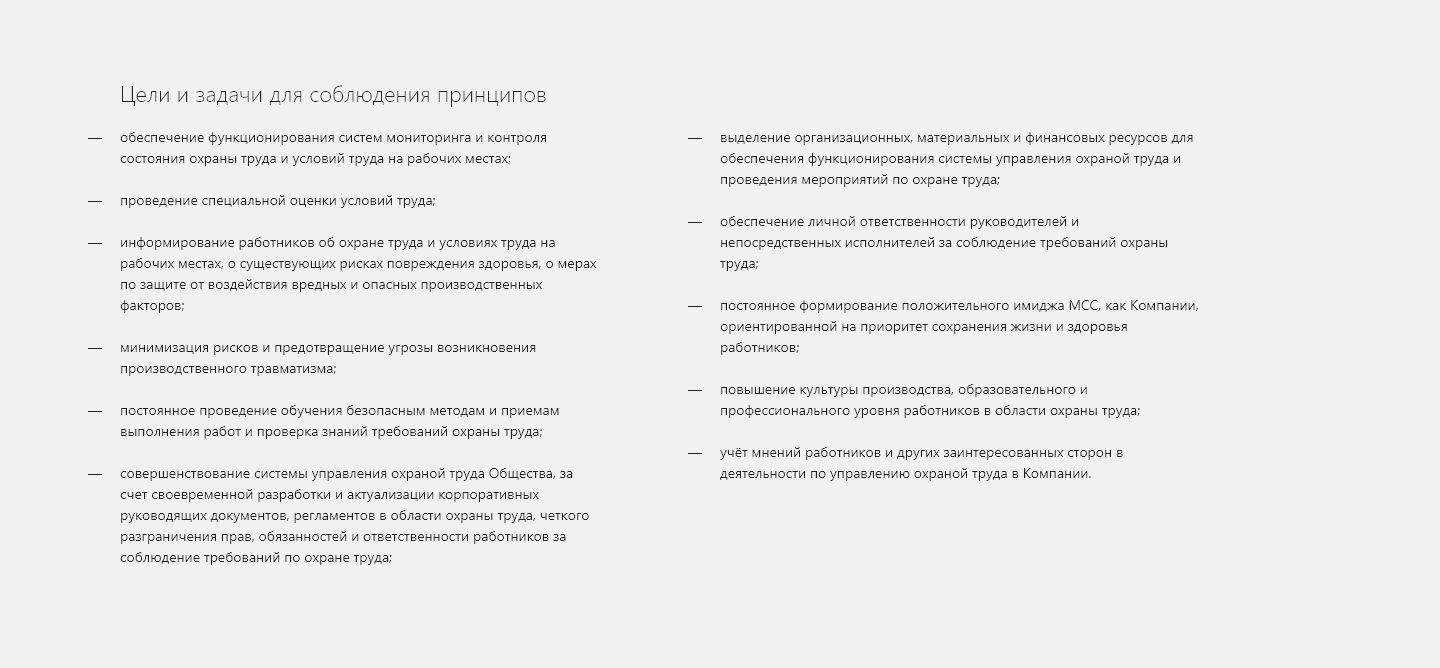 Цели и задачи для соблюдения принципов
— обеспечение функционирования систем мониторинга и контроля
состояния охраны труда и условий труда на рабочих местах;
— проведение специальной оценки условий труда;
— информирование работников об охране труда и условиях труда на
рабочих местах, о существующих рисках повреждения здоровья, о мерах
по защите от воздействия вредных и опасных производственных
факторов;
— минимизация рисков и предотвращение угрозы возникновения
производственного травматизма;
— постоянное проведение обучения безопасным методам и приемам
выполнения работ и проверка знаний требований охраны труда;
— совершенствование системы управления охраной труда Общества, за
счет своевременной разработки и актуализации корпоративных
руководящих документов, регламентов в области охраны труда, четкого
разграничения прав, обязанностей и ответственности работников за
соблюдение требований по охране труда;
— выделение организационных, материальных и финансовых ресурсов для
обеспечения функционирования системы управления охраной труда и
проведения мероприятий по охране труда;
— обеспечение личной ответственности руководителей и
непосредственных исполнителей за соблюдение требований охраны
труда;
— постоянное формирование положительного имиджа МСС, как Компании,
ориентированной на приоритет сохранения жизни и здоровья
работников;
— повышение культуры производства, образовательного и
профессионального уровня работников в области охраны труда;
— учёт мнений работников и других заинтересованных сторон в
деятельности по управлению охраной труда в Компании.